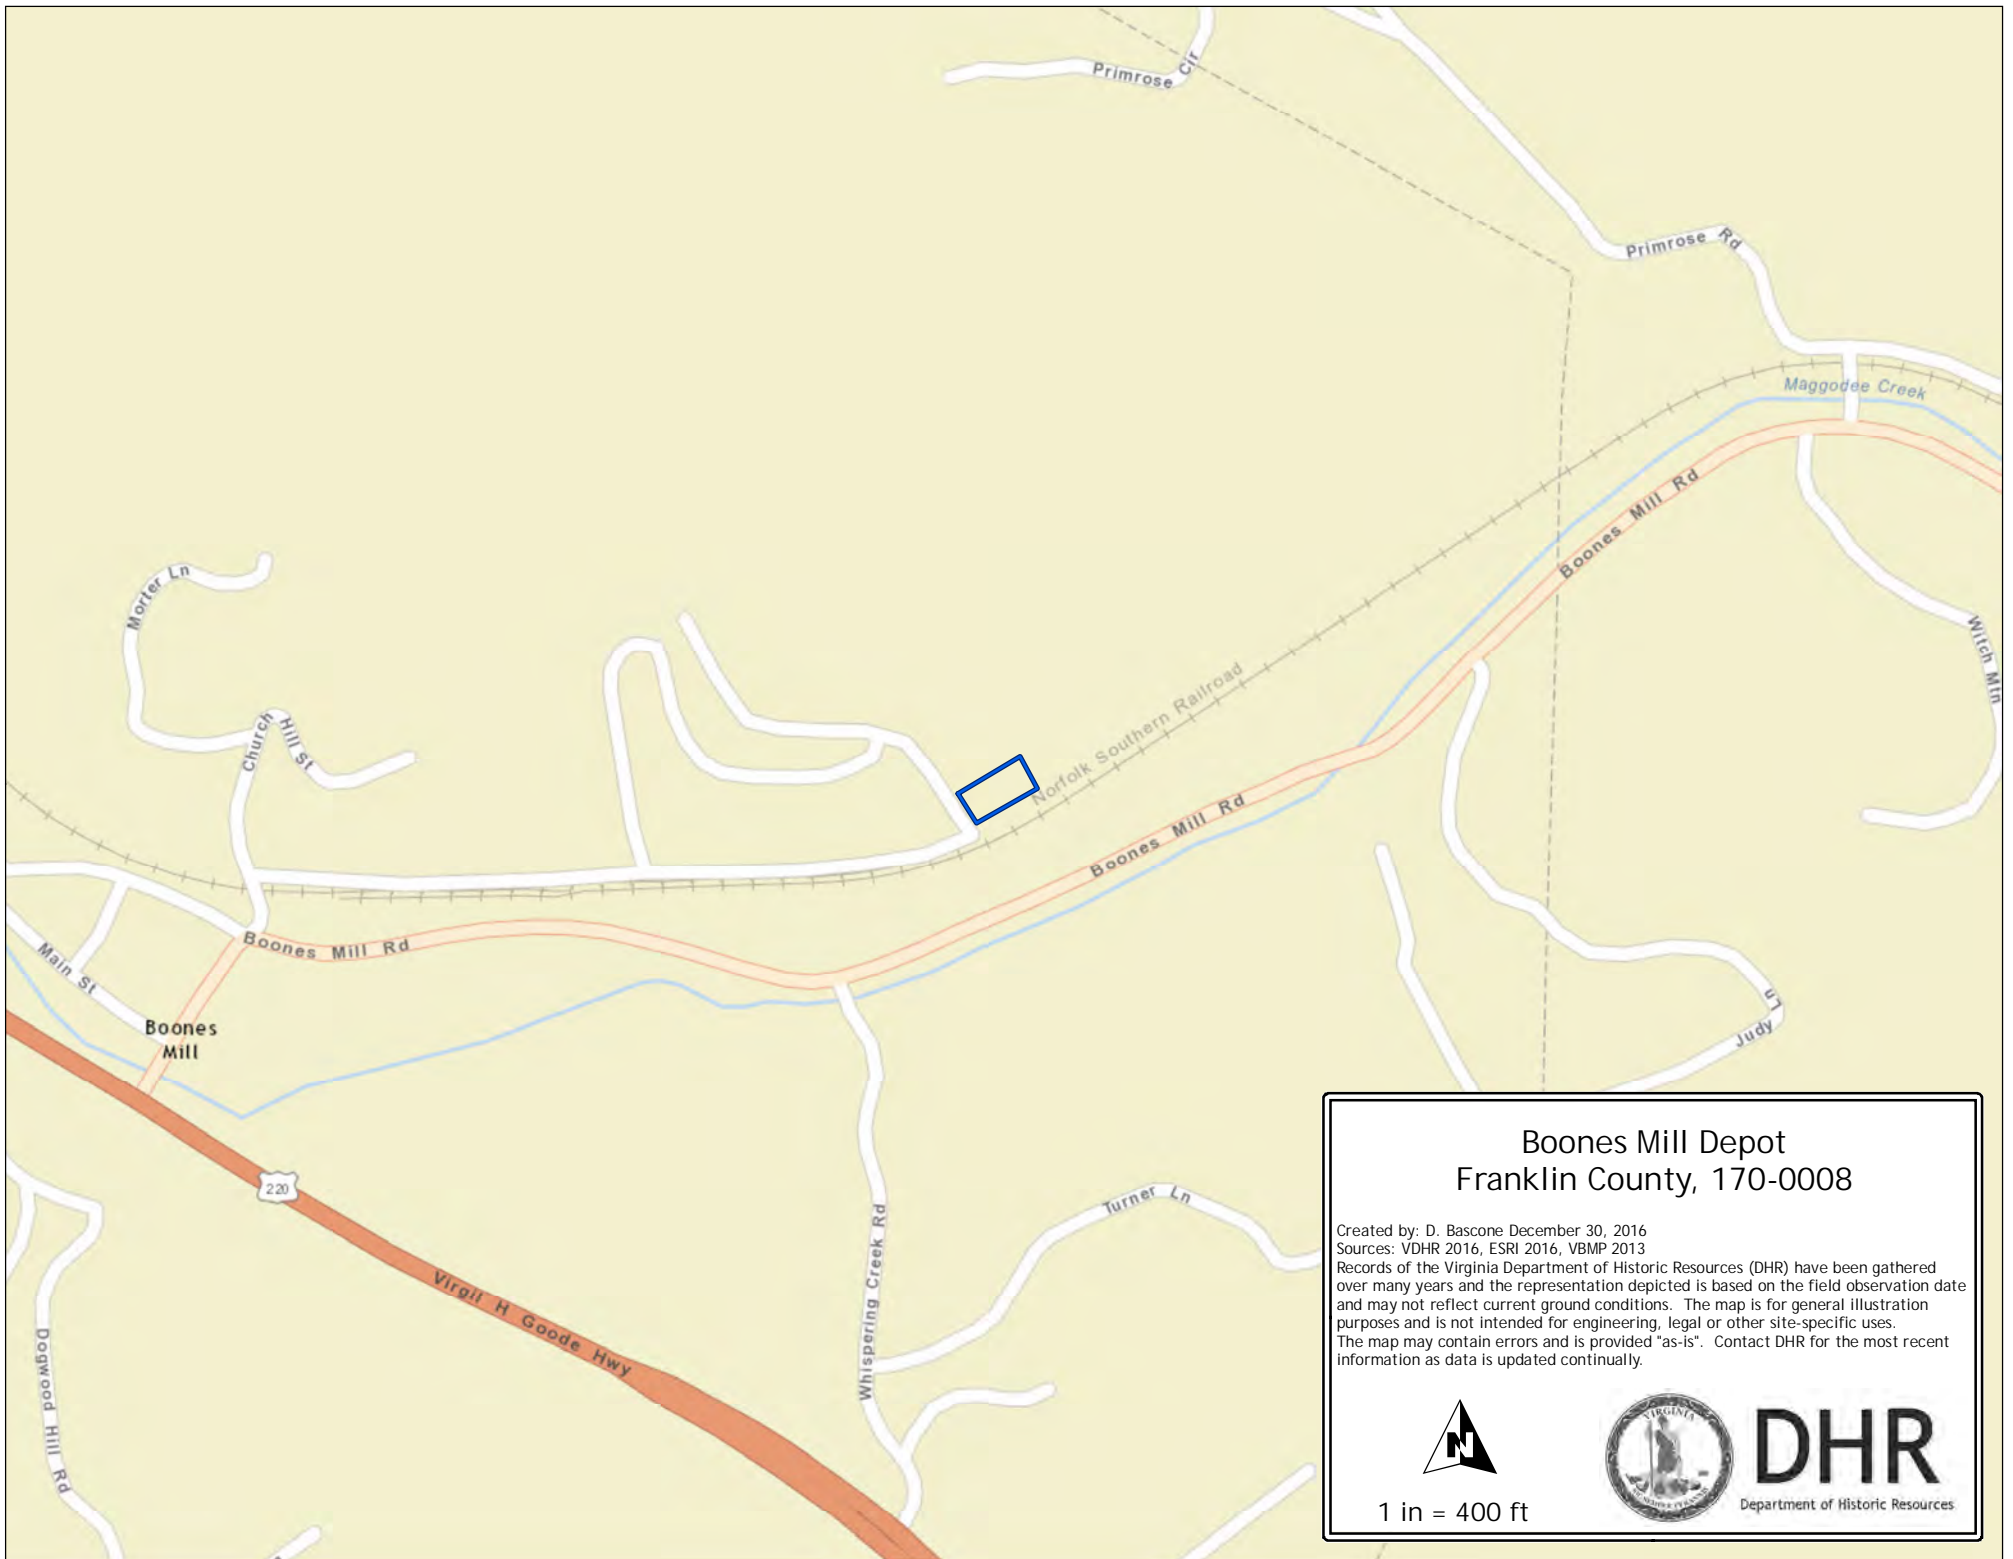 Primrose Cir
Primrose Rd
Maggodee Creek
Boones Mill Rd
Witch Mtn
Morter Ln
Church Hill St
Norfolk Southern Railroad
Boones Mill Rd
Boones Mill Rd
Main St
Boones
Mill
Judy Ln
220
Virgil H Goode Hwy
Whispering Creek Rd
Turner Ln
Dogwood Hill Rd
Boones Mill Depot
Franklin County, 170-0008
Created by: D. Bascone December 30, 2016
Sources: VDHR 2016, ESRI 2016, VBMP 2013
Records of the Virginia Department of Historic Resources (DHR) have been gathered
over many years and the representation depicted is based on the field observation date
and may not reflect current ground conditions. The map is for general illustration
purposes and is not intended for engineering, legal or other site-specific uses.
The map may contain errors and is provided "as-is". Contact DHR for the most recent
information as data is updated continually.
N
1 in = 400 ft
VIRGINIA
DHR
Department of Historic Resources